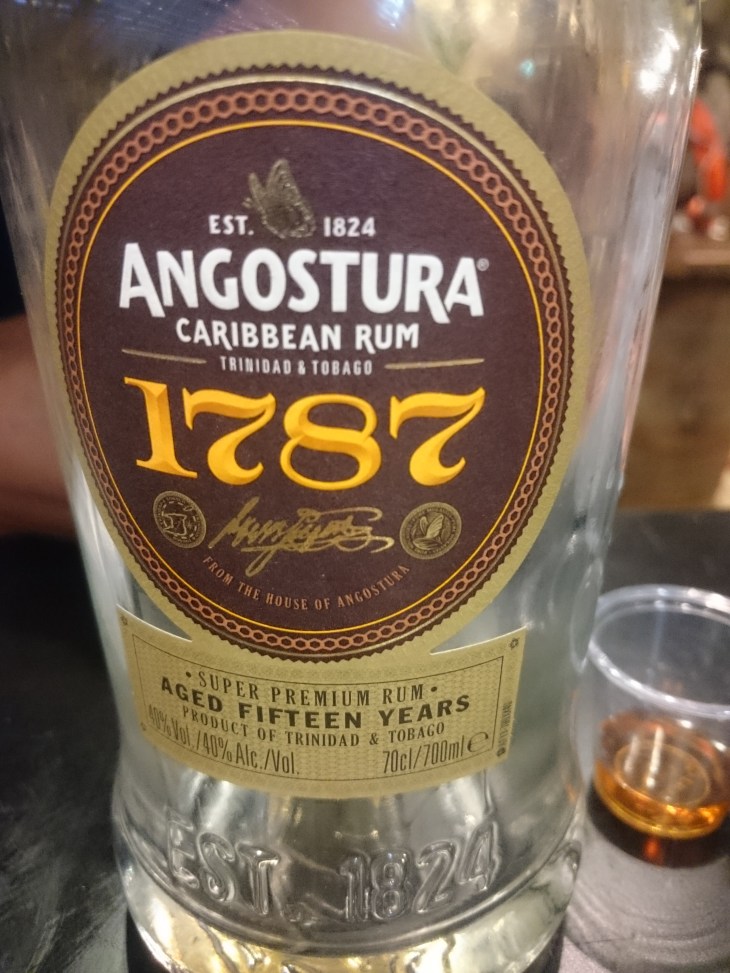 EST. 1824
ANGOSTURA®
CARIBBEAN RUM
TRINIDAD & TOBAGO
1787
FROM THE HOUSE OF ANGOSTURA
• SUPER PREMIUM RUM •
AGED FIFTEEN YEARS
PRODUCT OF TRINIDAD & TOBAGO
40% Vol./40% Alc./Vol. 70cl/700ml ℮
EST. 1824